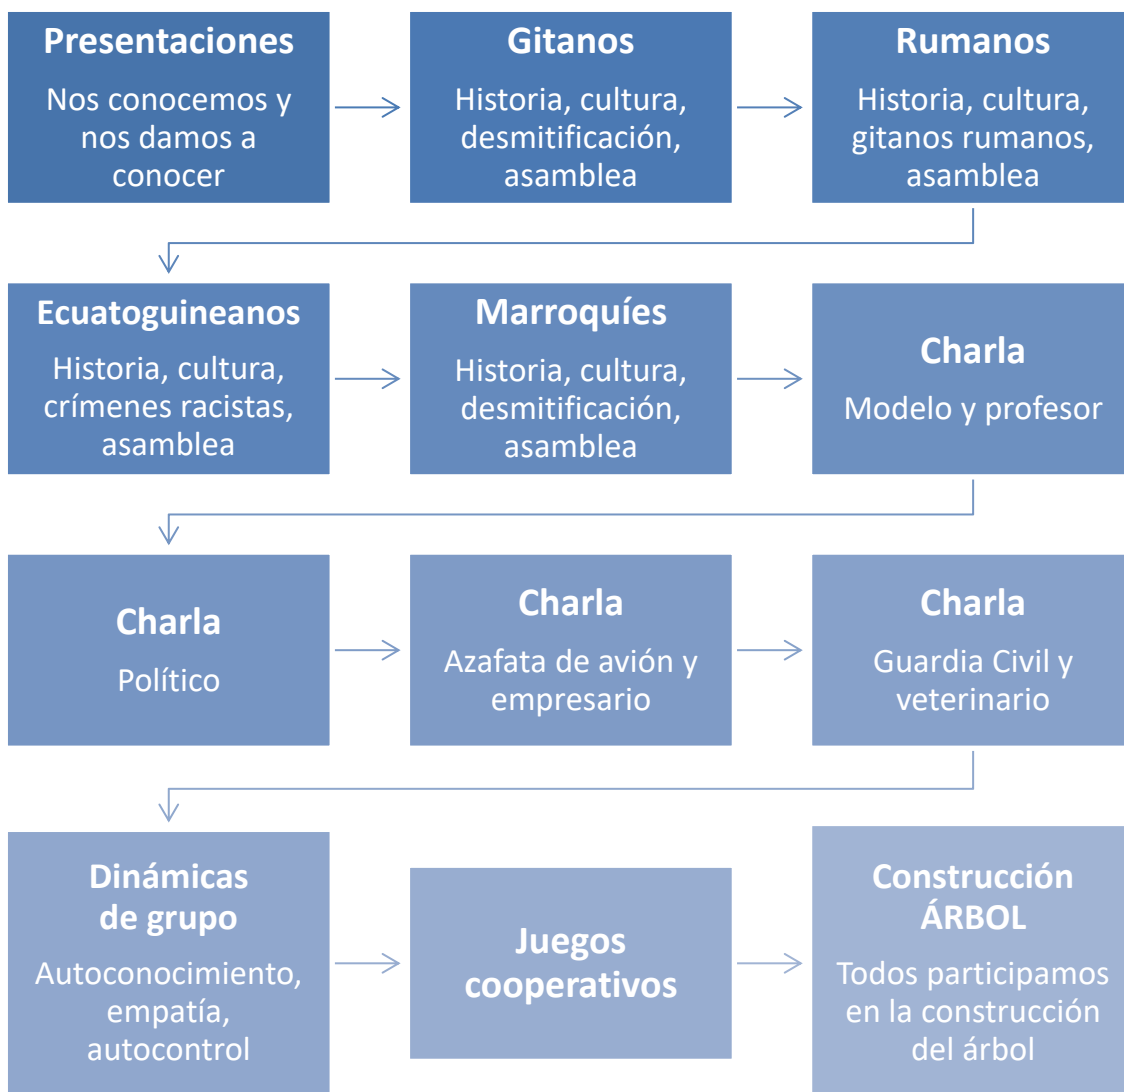 Presentaciones
Nos conocemos y
nos damos a
conocer
Gitanos
Historia, cultura,
desmitificación,
asamblea
Rumanos
Historia, cultura,
gitanos rumanos,
asamblea
Ecuatoguineanos
Historia, cultura,
crímenes racistas,
asamblea
Marroquíes
Historia, cultura,
desmitificación,
asamblea
Charla
Modelo y profesor
Charla
Político
Charla
Azafata de avión y
empresario
Charla
Guardia Civil y
veterinario
Dinámicas
de grupo
Autoconocimiento,
empatía,
autocontrol
Juegos
cooperativos
Construcción
ÁRBOL
Todos participamos
en la construcción
del árbol